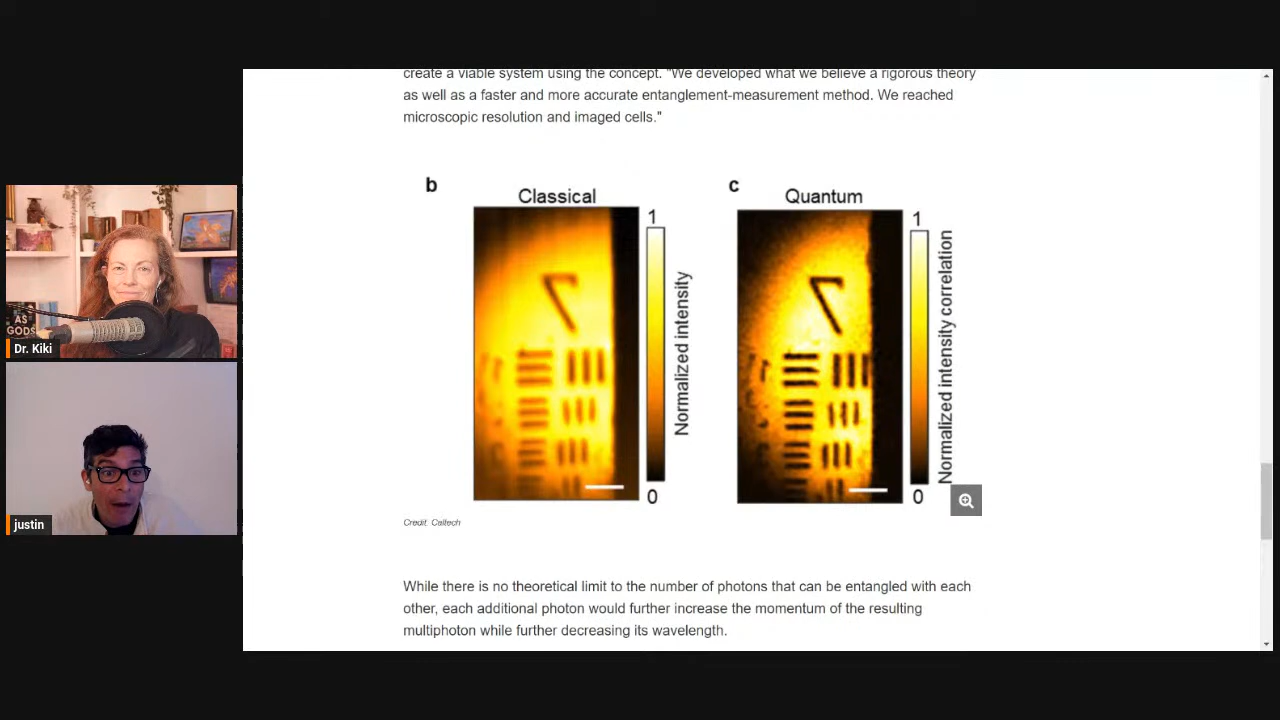 create a viable system using the concept. "We developed what we believe a rigorous theory
as well as a faster and more accurate entanglement-measurement method. We reached
microscopic resolution and imaged cells."
b
Classical
1
Normalized intensity
0
c
Quantum
1
Normalized intensity correlation
0
7
7
Credit: Caltech
While there is no theoretical limit to the number of photons that can be entangled with each
other, each additional photon would further increase the momentum of the resulting
multiphoton while further decreasing its wavelength.
AS
GODS
Dr. Kiki
justin